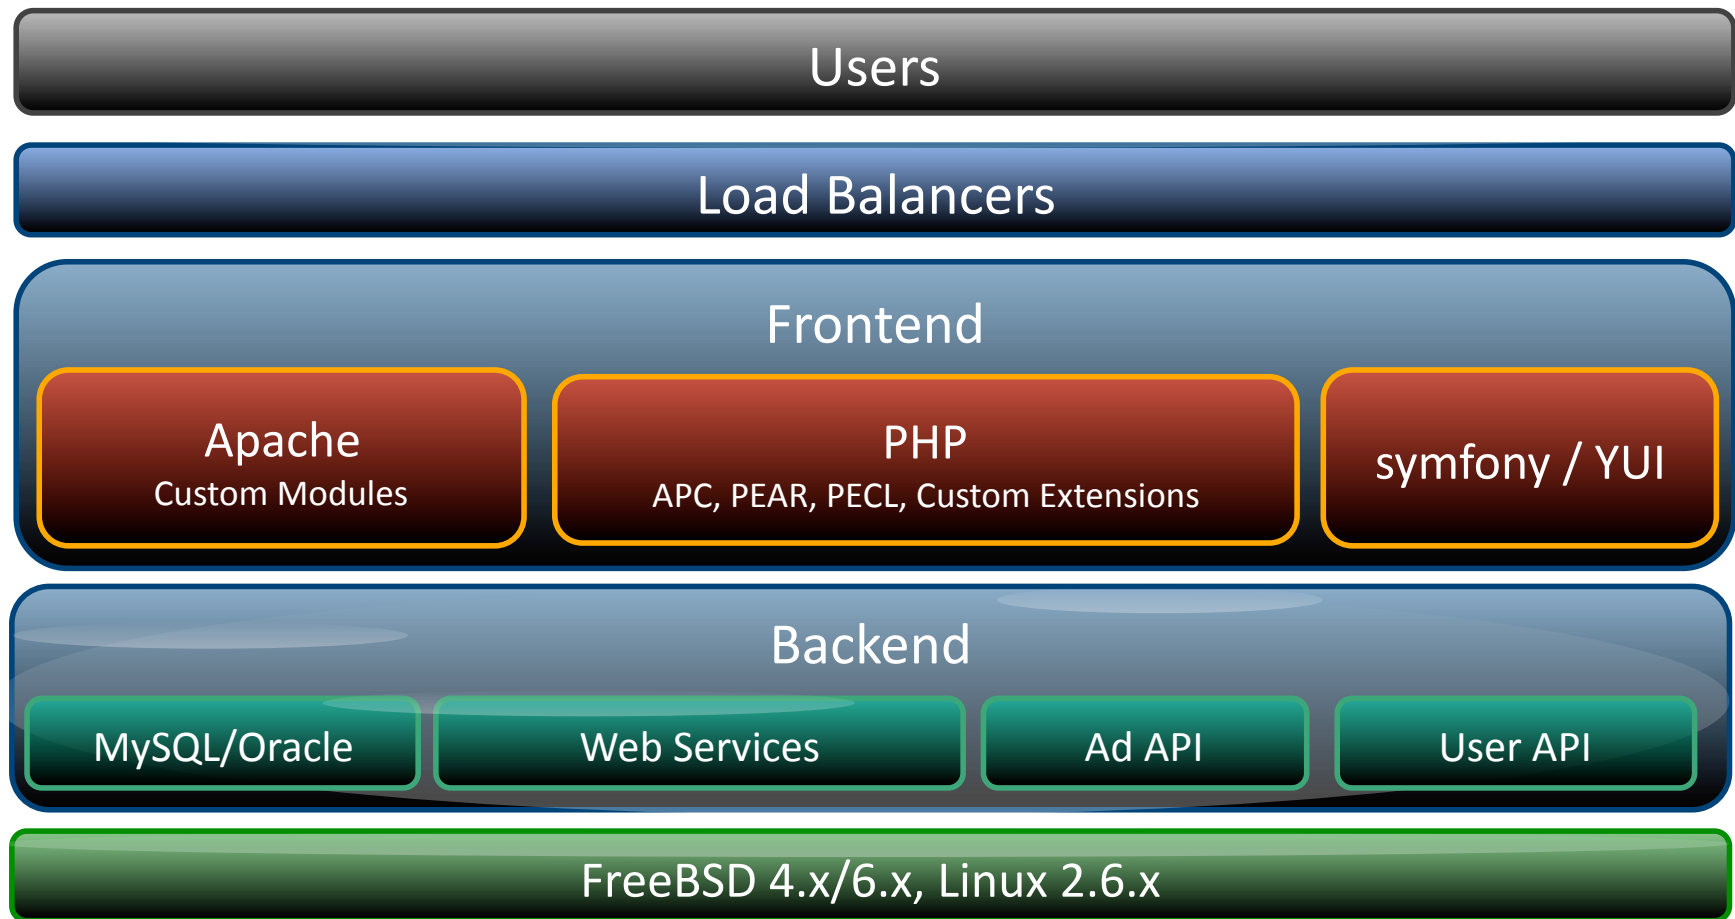 Users
Load Balancers
Frontend
Apache
Custom Modules
PHP
APC, PEAR, PECL, Custom Extensions
symfony / YUI
Backend
MySQL/Oracle
Web Services
Ad API
User API
FreeBSD 4.x/6.x, Linux 2.6.x